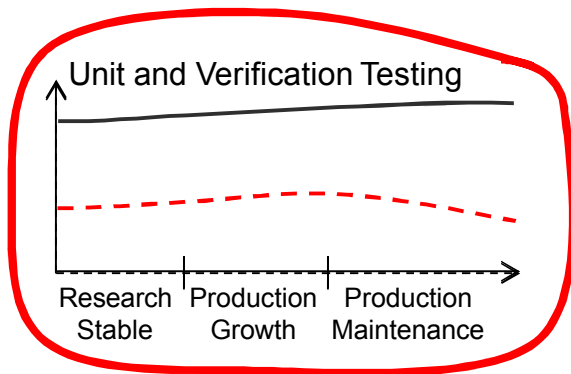 Unit and Verification Testing
Research Production Production
Stable Growth Maintenance